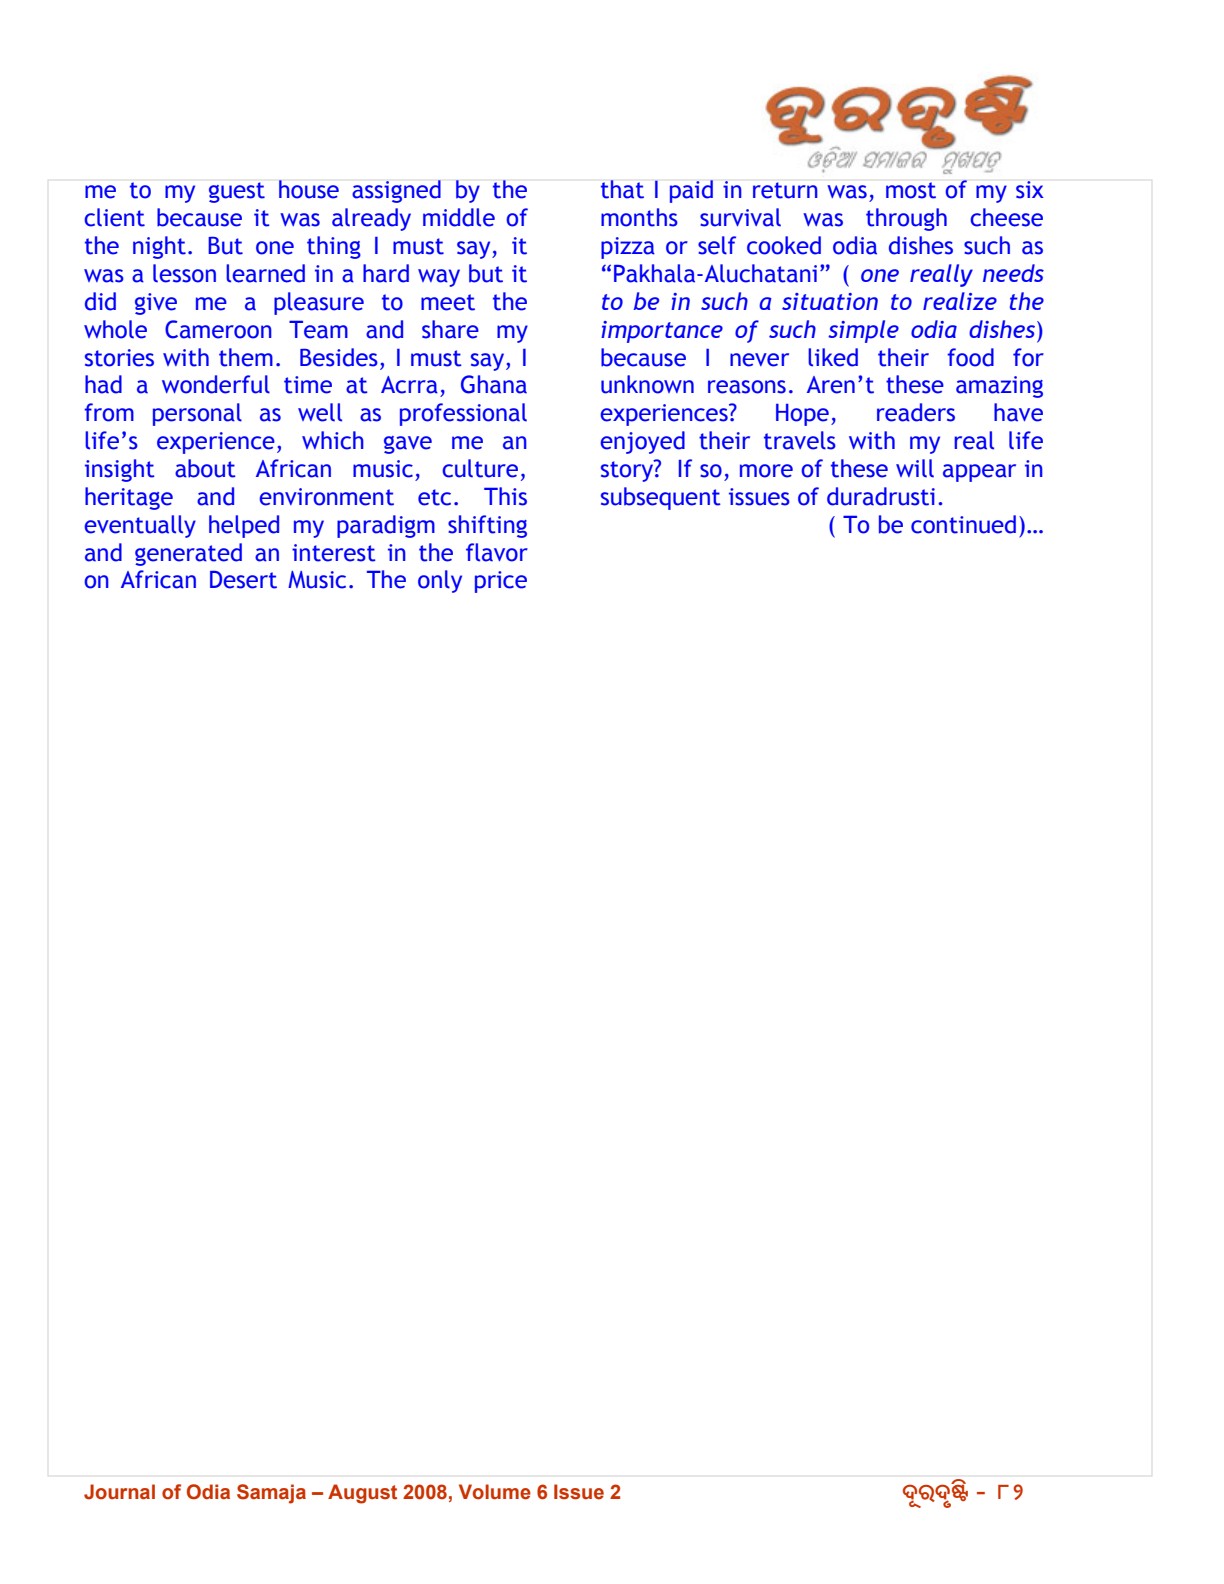 ଦୂରଦୃଷ୍ଟି
ଓଡ଼ିଆ ସମାଜର ମୁଖପତ୍ର
me to my guest house assigned by the
client because it was already middle of
the night. But one thing I must say, it
was a lesson learned in a hard way but it
did give me a pleasure to meet the
whole Cameroon Team and share my
stories with them. Besides, I must say, I
had a wonderful time at Acrra, Ghana
from personal as well as professional
life’s experience, which gave me an
insight about African music, culture,
heritage and environment etc. This
eventually helped my paradigm shifting
and generated an interest in the flavor
on African Desert Music. The only price
that I paid in return was, most of my six
months survival was through cheese
pizza or self cooked odia dishes such as
“Pakhala-Aluchatani” ( one really needs
to be in such a situation to realize the
importance of such simple odia dishes)
because I never liked their food for
unknown reasons. Aren’t these amazing
experiences? Hope, readers have
enjoyed their travels with my real life
story? If so, more of these will appear in
subsequent issues of duradrusti.
( To be continued)…
Journal of Odia Samaja – August 2008, Volume 6 Issue 2
ଦୂରଦୃଷ୍ଟି - ୮୨